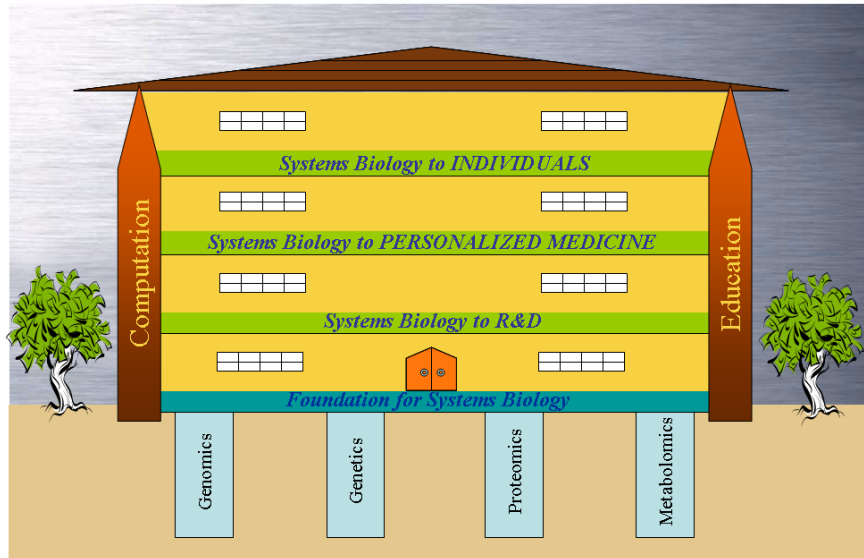 Systems Biology to INDIVIDUALS
Systems Biology to PERSONALIZED MEDICINE
Systems Biology to R&D
Foundation for Systems Biology
Computation
Education
Genomics
Genetics
Proteomics
Metabolomics